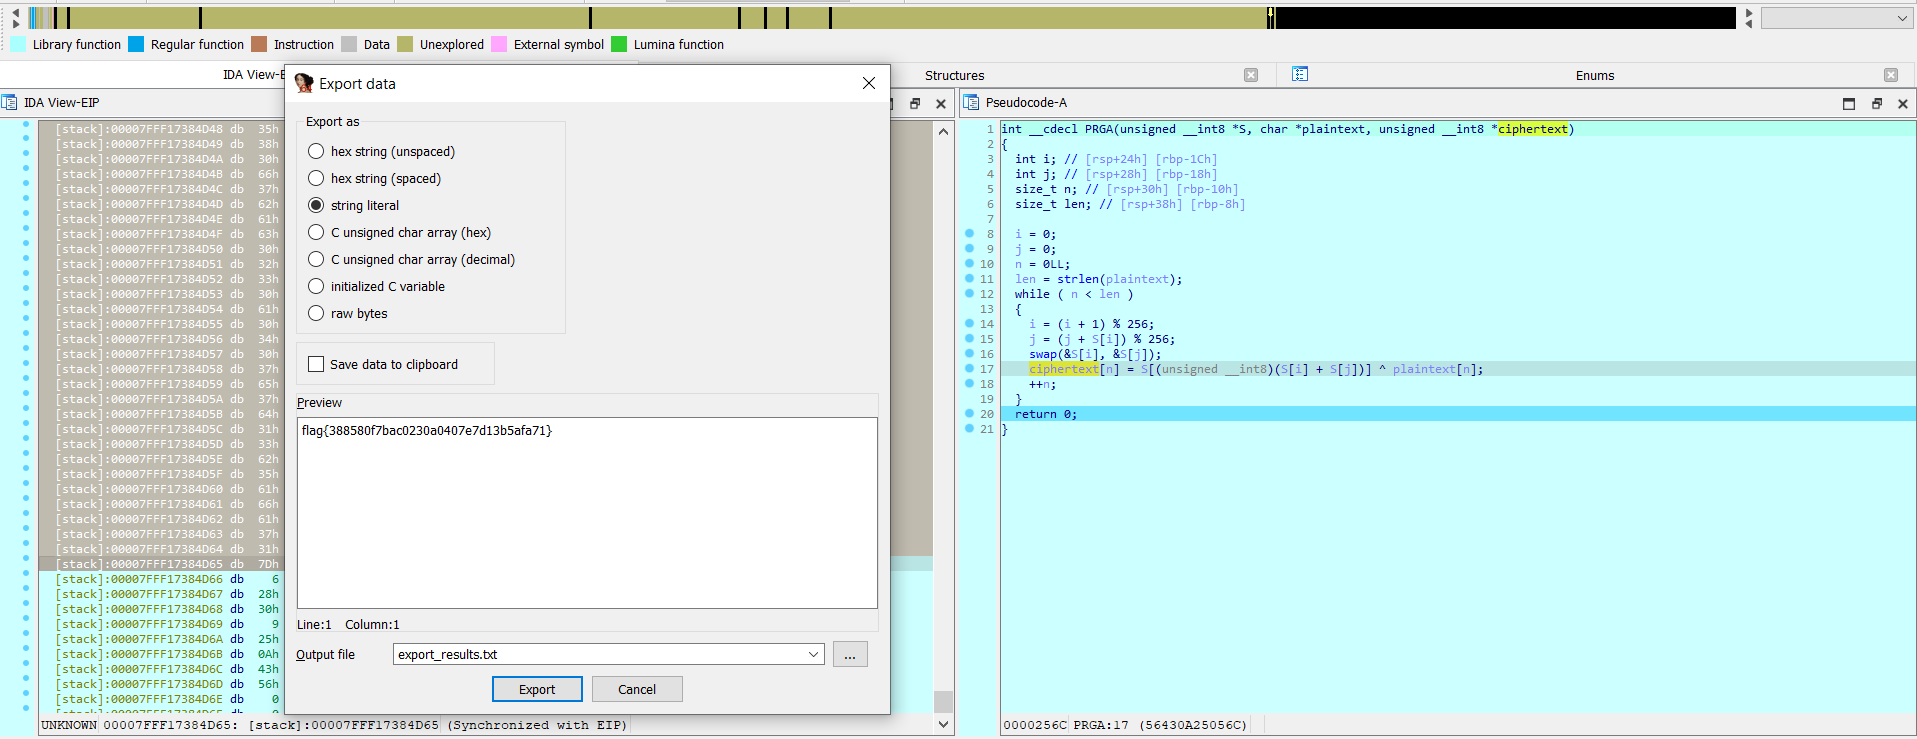 Library function Regular function Instruction Data Unexplored External symbol Lumina function
IDA View-E
Structures
Enums
IDA View-EIP
[stack]:00007FFF17384D48 db 35h
[stack]:00007FFF17384D49 db 38h
[stack]:00007FFF17384D4A db 30h
[stack]:00007FFF17384D4B db 66h
[stack]:00007FFF17384D4C db 37h
[stack]:00007FFF17384D4D db 62h
[stack]:00007FFF17384D4E db 61h
[stack]:00007FFF17384D4F db 63h
[stack]:00007FFF17384D50 db 30h
[stack]:00007FFF17384D51 db 32h
[stack]:00007FFF17384D52 db 33h
[stack]:00007FFF17384D53 db 30h
[stack]:00007FFF17384D54 db 61h
[stack]:00007FFF17384D55 db 30h
[stack]:00007FFF17384D56 db 34h
[stack]:00007FFF17384D57 db 30h
[stack]:00007FFF17384D58 db 37h
[stack]:00007FFF17384D59 db 65h
[stack]:00007FFF17384D5A db 37h
[stack]:00007FFF17384D5B db 64h
[stack]:00007FFF17384D5C db 31h
[stack]:00007FFF17384D5D db 33h
[stack]:00007FFF17384D5E db 62h
[stack]:00007FFF17384D5F db 35h
[stack]:00007FFF17384D60 db 61h
[stack]:00007FFF17384D61 db 66h
[stack]:00007FFF17384D62 db 61h
[stack]:00007FFF17384D63 db 37h
[stack]:00007FFF17384D64 db 31h
[stack]:00007FFF17384D65 db 7Dh
[stack]:00007FFF17384D66 db 6
[stack]:00007FFF17384D67 db 28h
[stack]:00007FFF17384D68 db 30h
[stack]:00007FFF17384D69 db 9
[stack]:00007FFF17384D6A db 25h
[stack]:00007FFF17384D6B db 0Ah
[stack]:00007FFF17384D6C db 43h
[stack]:00007FFF17384D6D db 56h
[stack]:00007FFF17384D6E db 0
UNKNOWN 00007FFF17384D65: [stack]:00007FFF17384D65 (Synchronized with EIP)
Export data
Export as
hex string (unspaced)
hex string (spaced)
string literal
C unsigned char array (hex)
C unsigned char array (decimal)
initialized C variable
raw bytes
Save data to clipboard
Preview
flag{388580f7bac0230a0407e7d13b5afa71}
Line:1 Column:1
Output file export_results.txt ...
Export Cancel
Pseudocode-A
1 int __cdecl PRGA(unsigned __int8 *S, char *plaintext, unsigned __int8 *ciphertext)
2 {
3 int i; // [rsp+24h] [rbp-1Ch]
4 int j; // [rsp+28h] [rbp-18h]
5 size_t n; // [rsp+30h] [rbp-10h]
6 size_t len; // [rsp+38h] [rbp-8h]
7
8 i = 0;
9 j = 0;
10 n = 0LL;
11 len = strlen(plaintext);
12 while ( n < len )
13 {
14 i = (i + 1) % 256;
15 j = (j + S[i]) % 256;
16 swap(&S[i], &S[j]);
17 ciphertext[n] = S[(unsigned __int8)(S[i] + S[j])] ^ plaintext[n];
18 ++n;
19 }
20 return 0;
21 }
0000256C PRGA:17 (56430A25056C)